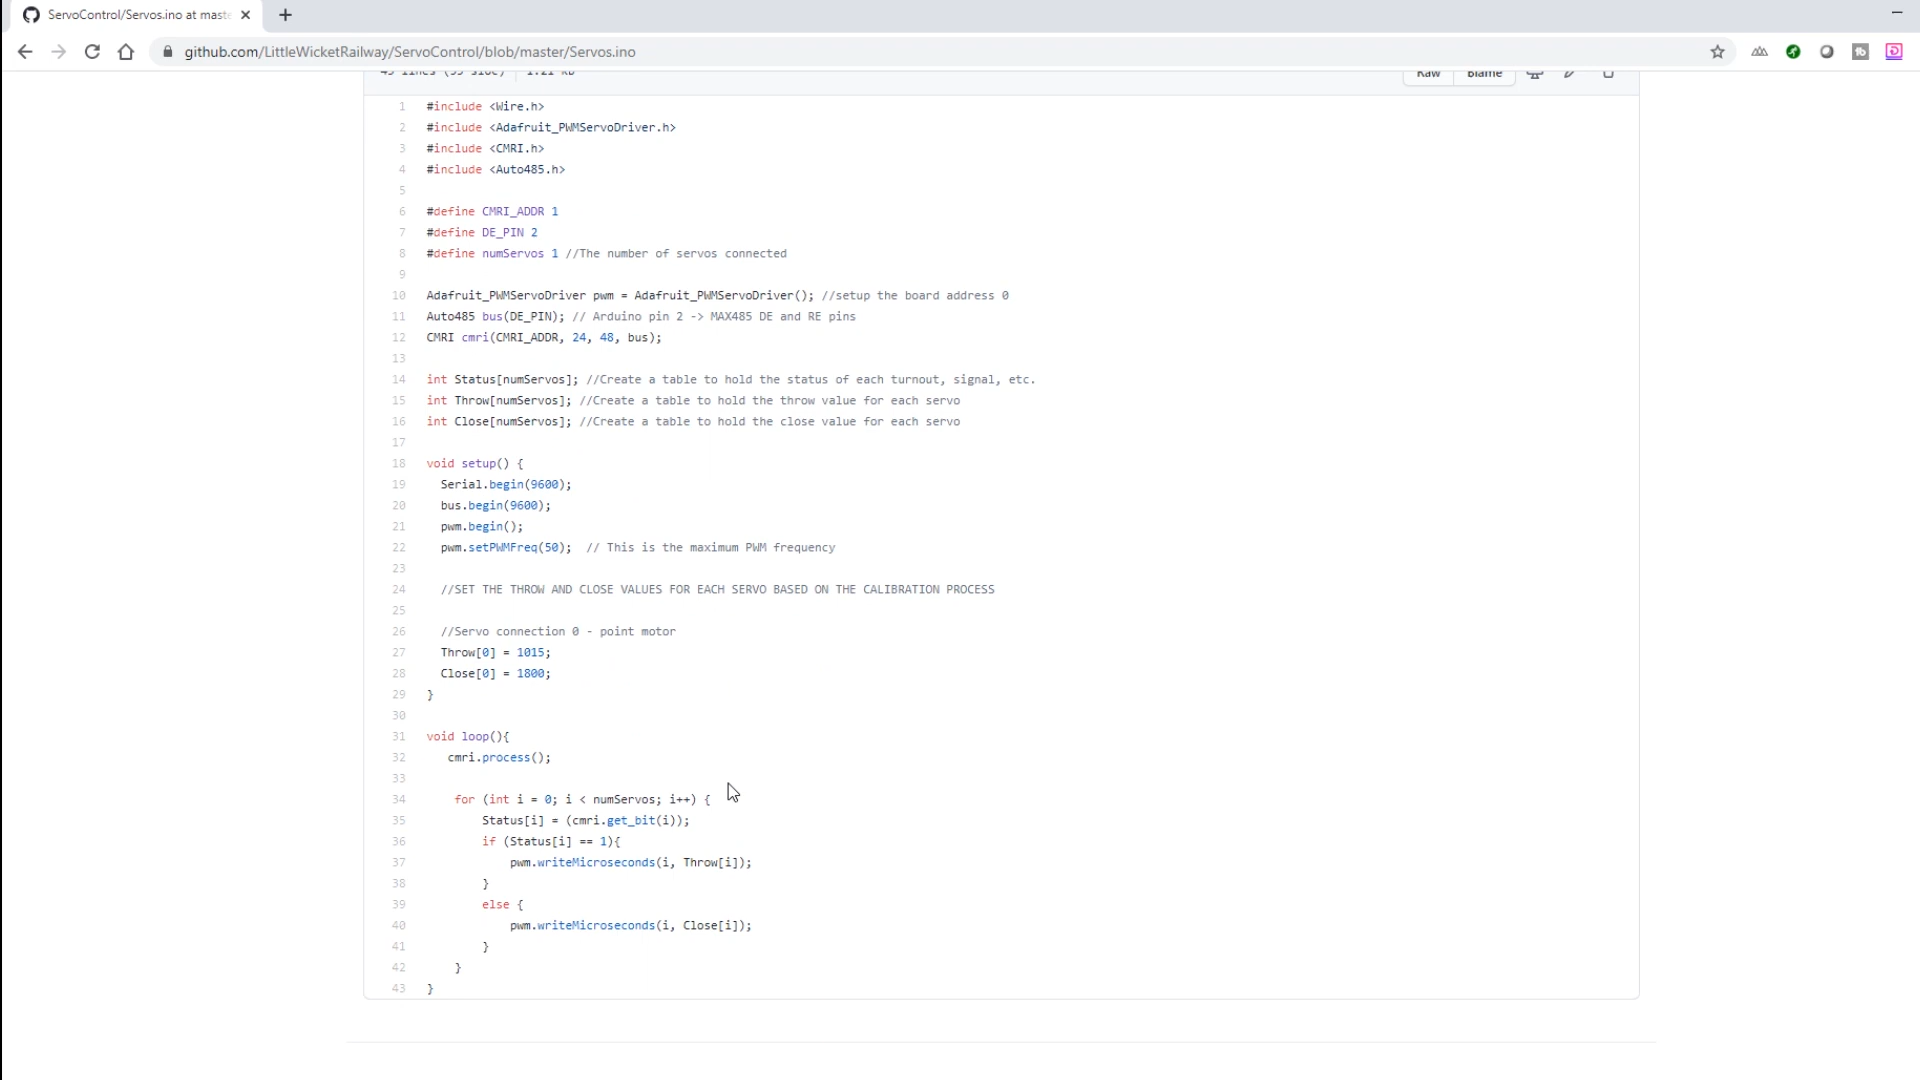 ServoControl/Servos.ino at maste
github.com/LittleWicketRailway/ServoControl/blob/master/Servos.ino
Raw Blame
1 #include <Wire.h>
2 #include <Adafruit_PWMServoDriver.h>
3 #include <CMRI.h>
4 #include <Auto485.h>
5
6 #define CMRI_ADDR 1
7 #define DE_PIN 2
8 #define numServos 1 //The number of servos connected
9
10 Adafruit_PWMServoDriver pwm = Adafruit_PWMServoDriver(); //setup the board address 0
11 Auto485 bus(DE_PIN); // Arduino pin 2 -> MAX485 DE and RE pins
12 CMRI cmri(CMRI_ADDR, 24, 48, bus);
13
14 int Status[numServos]; //Create a table to hold the status of each turnout, signal, etc.
15 int Throw[numServos]; //Create a table to hold the throw value for each servo
16 int Close[numServos]; //Create a table to hold the close value for each servo
17
18 void setup() {
19 Serial.begin(9600);
20 bus.begin(9600);
21 pwm.begin();
22 pwm.setPWMFreq(50); // This is the maximum PWM frequency
23
24 //SET THE THROW AND CLOSE VALUES FOR EACH SERVO BASED ON THE CALIBRATION PROCESS
25
26 //Servo connection 0 - point motor
27 Throw[0] = 1015;
28 Close[0] = 1800;
29 }
30
31 void loop(){
32 cmri.process();
33
34 for (int i = 0; i < numServos; i++) {
35 Status[i] = (cmri.get_bit(i));
36 if (Status[i] == 1){
37 pwm.writeMicroseconds(i, Throw[i]);
38 }
39 else {
40 pwm.writeMicroseconds(i, Close[i]);
41 }
42 }
43 }